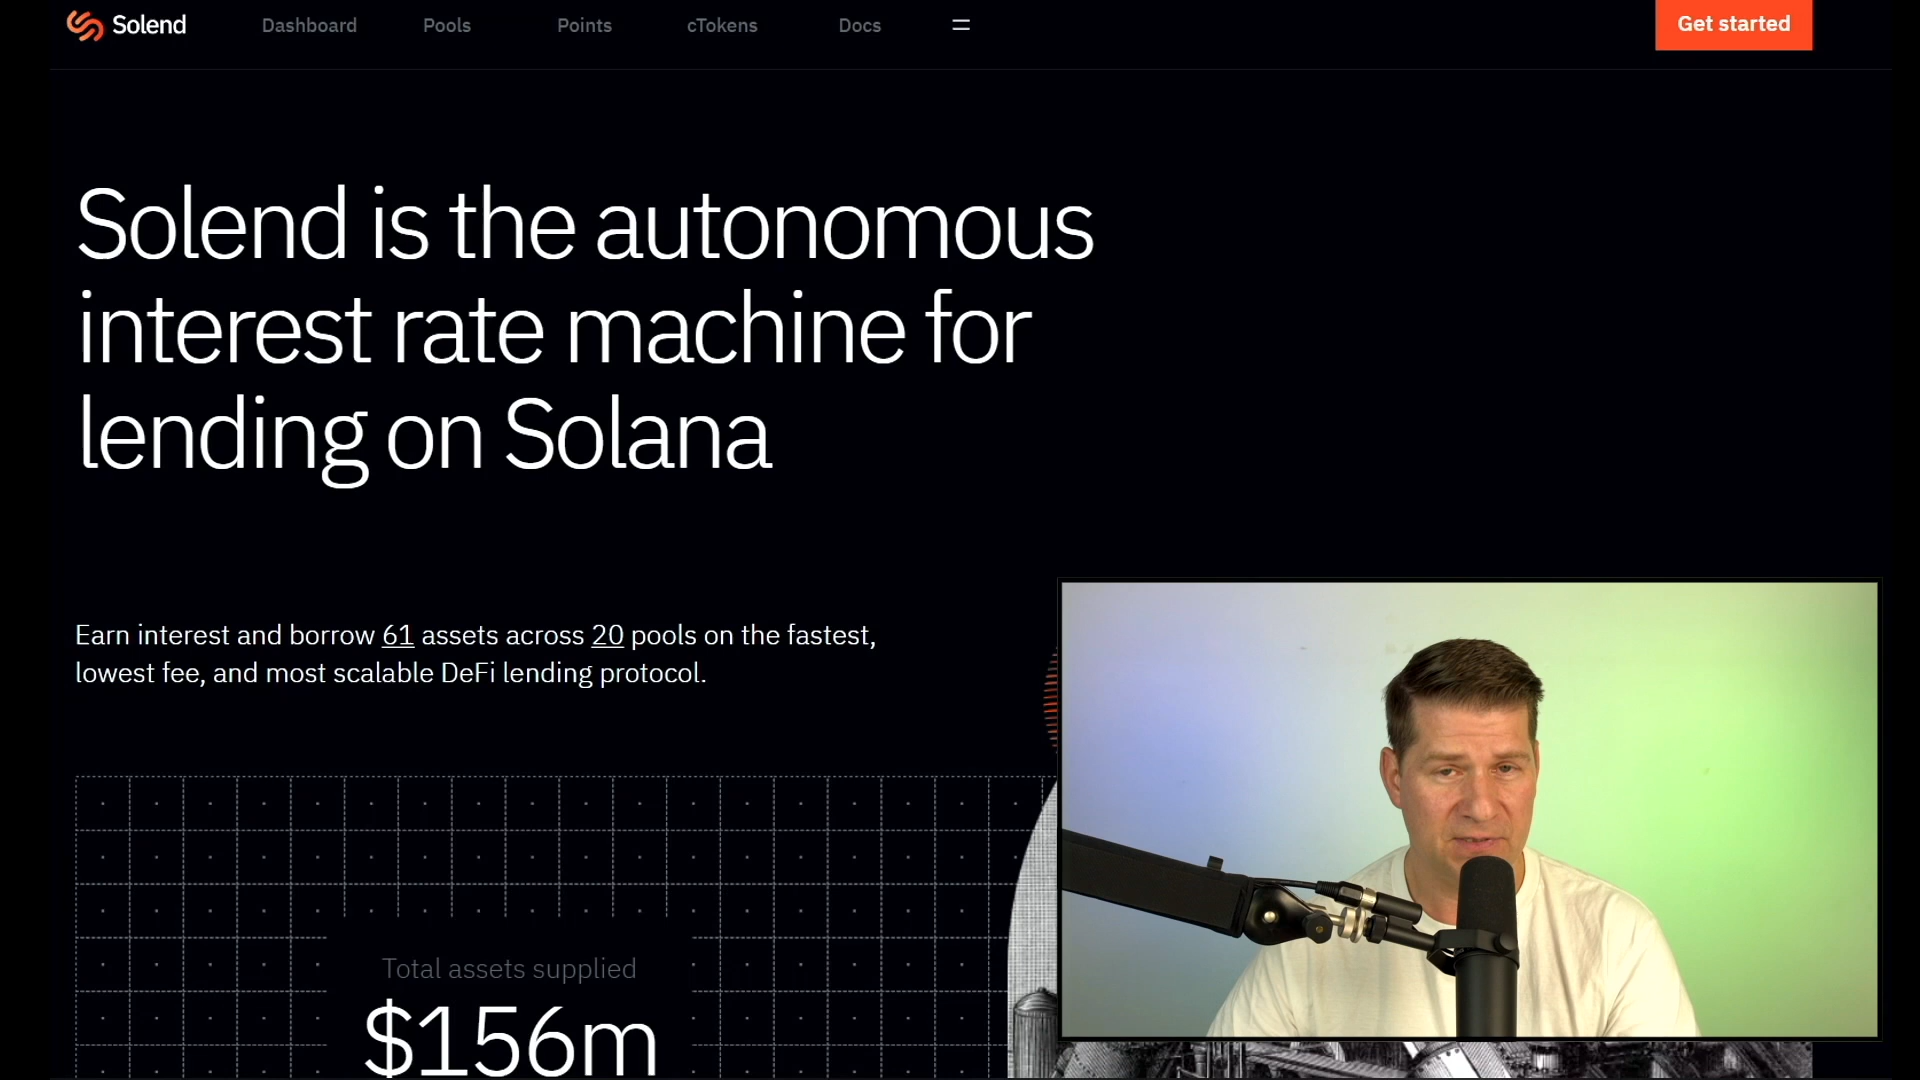 Solend
Dashboard
Pools
Points
cTokens
Docs
Get started
Solend is the autonomous
interest rate machine for
lending on Solana
Earn interest and borrow 61 assets across 20 pools on the fastest,
lowest fee, and most scalable DeFi lending protocol.
Total assets supplied
$156m